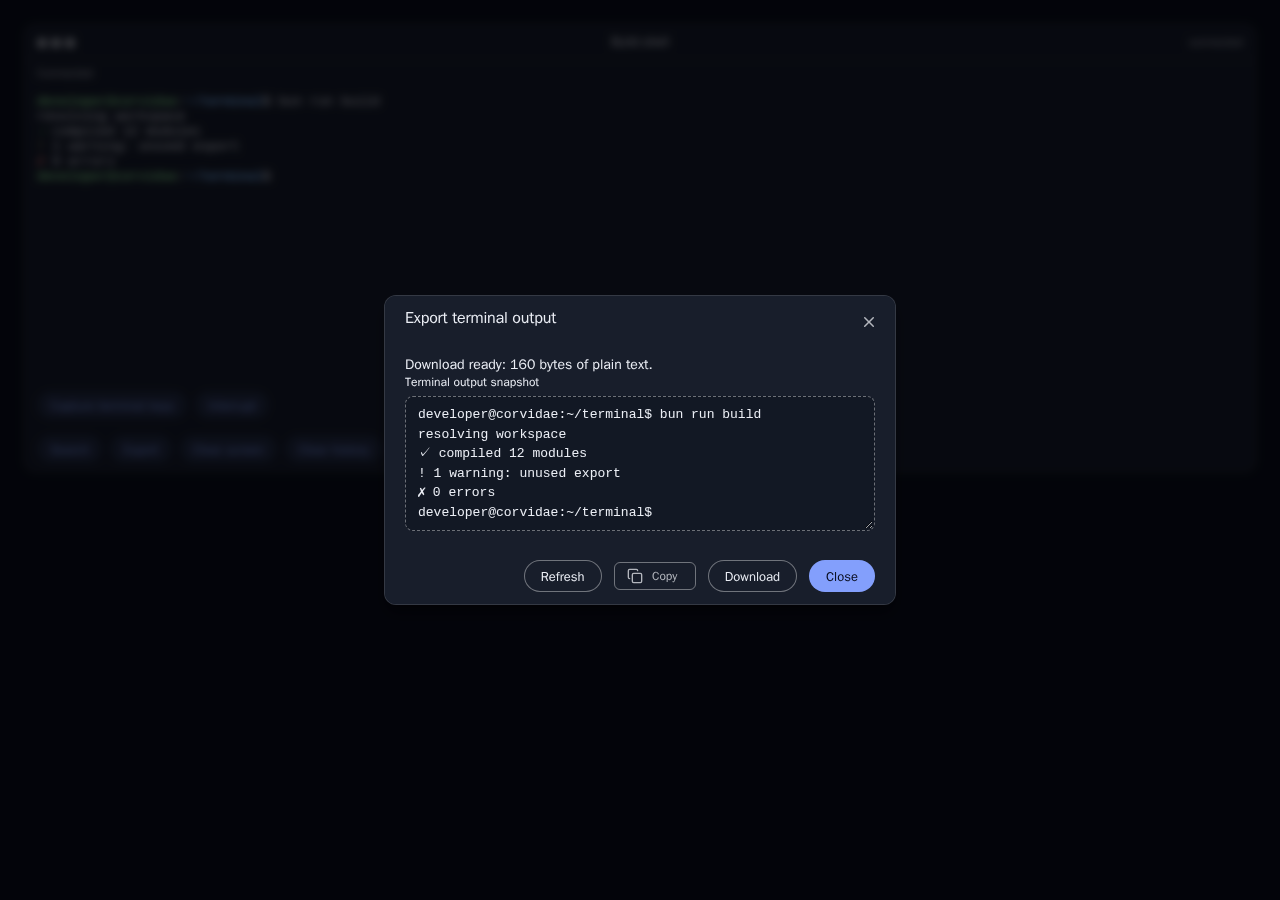 Export terminal output
Download ready: 160 bytes of plain text.
Terminal output snapshot
developer@corvidae:~/terminal$ bun run build
resolving workspace
✓ compiled 12 modules
! 1 warning: unused export
✗ 0 errors
developer@corvidae:~/terminal$
Refresh
Copy
Download
Close